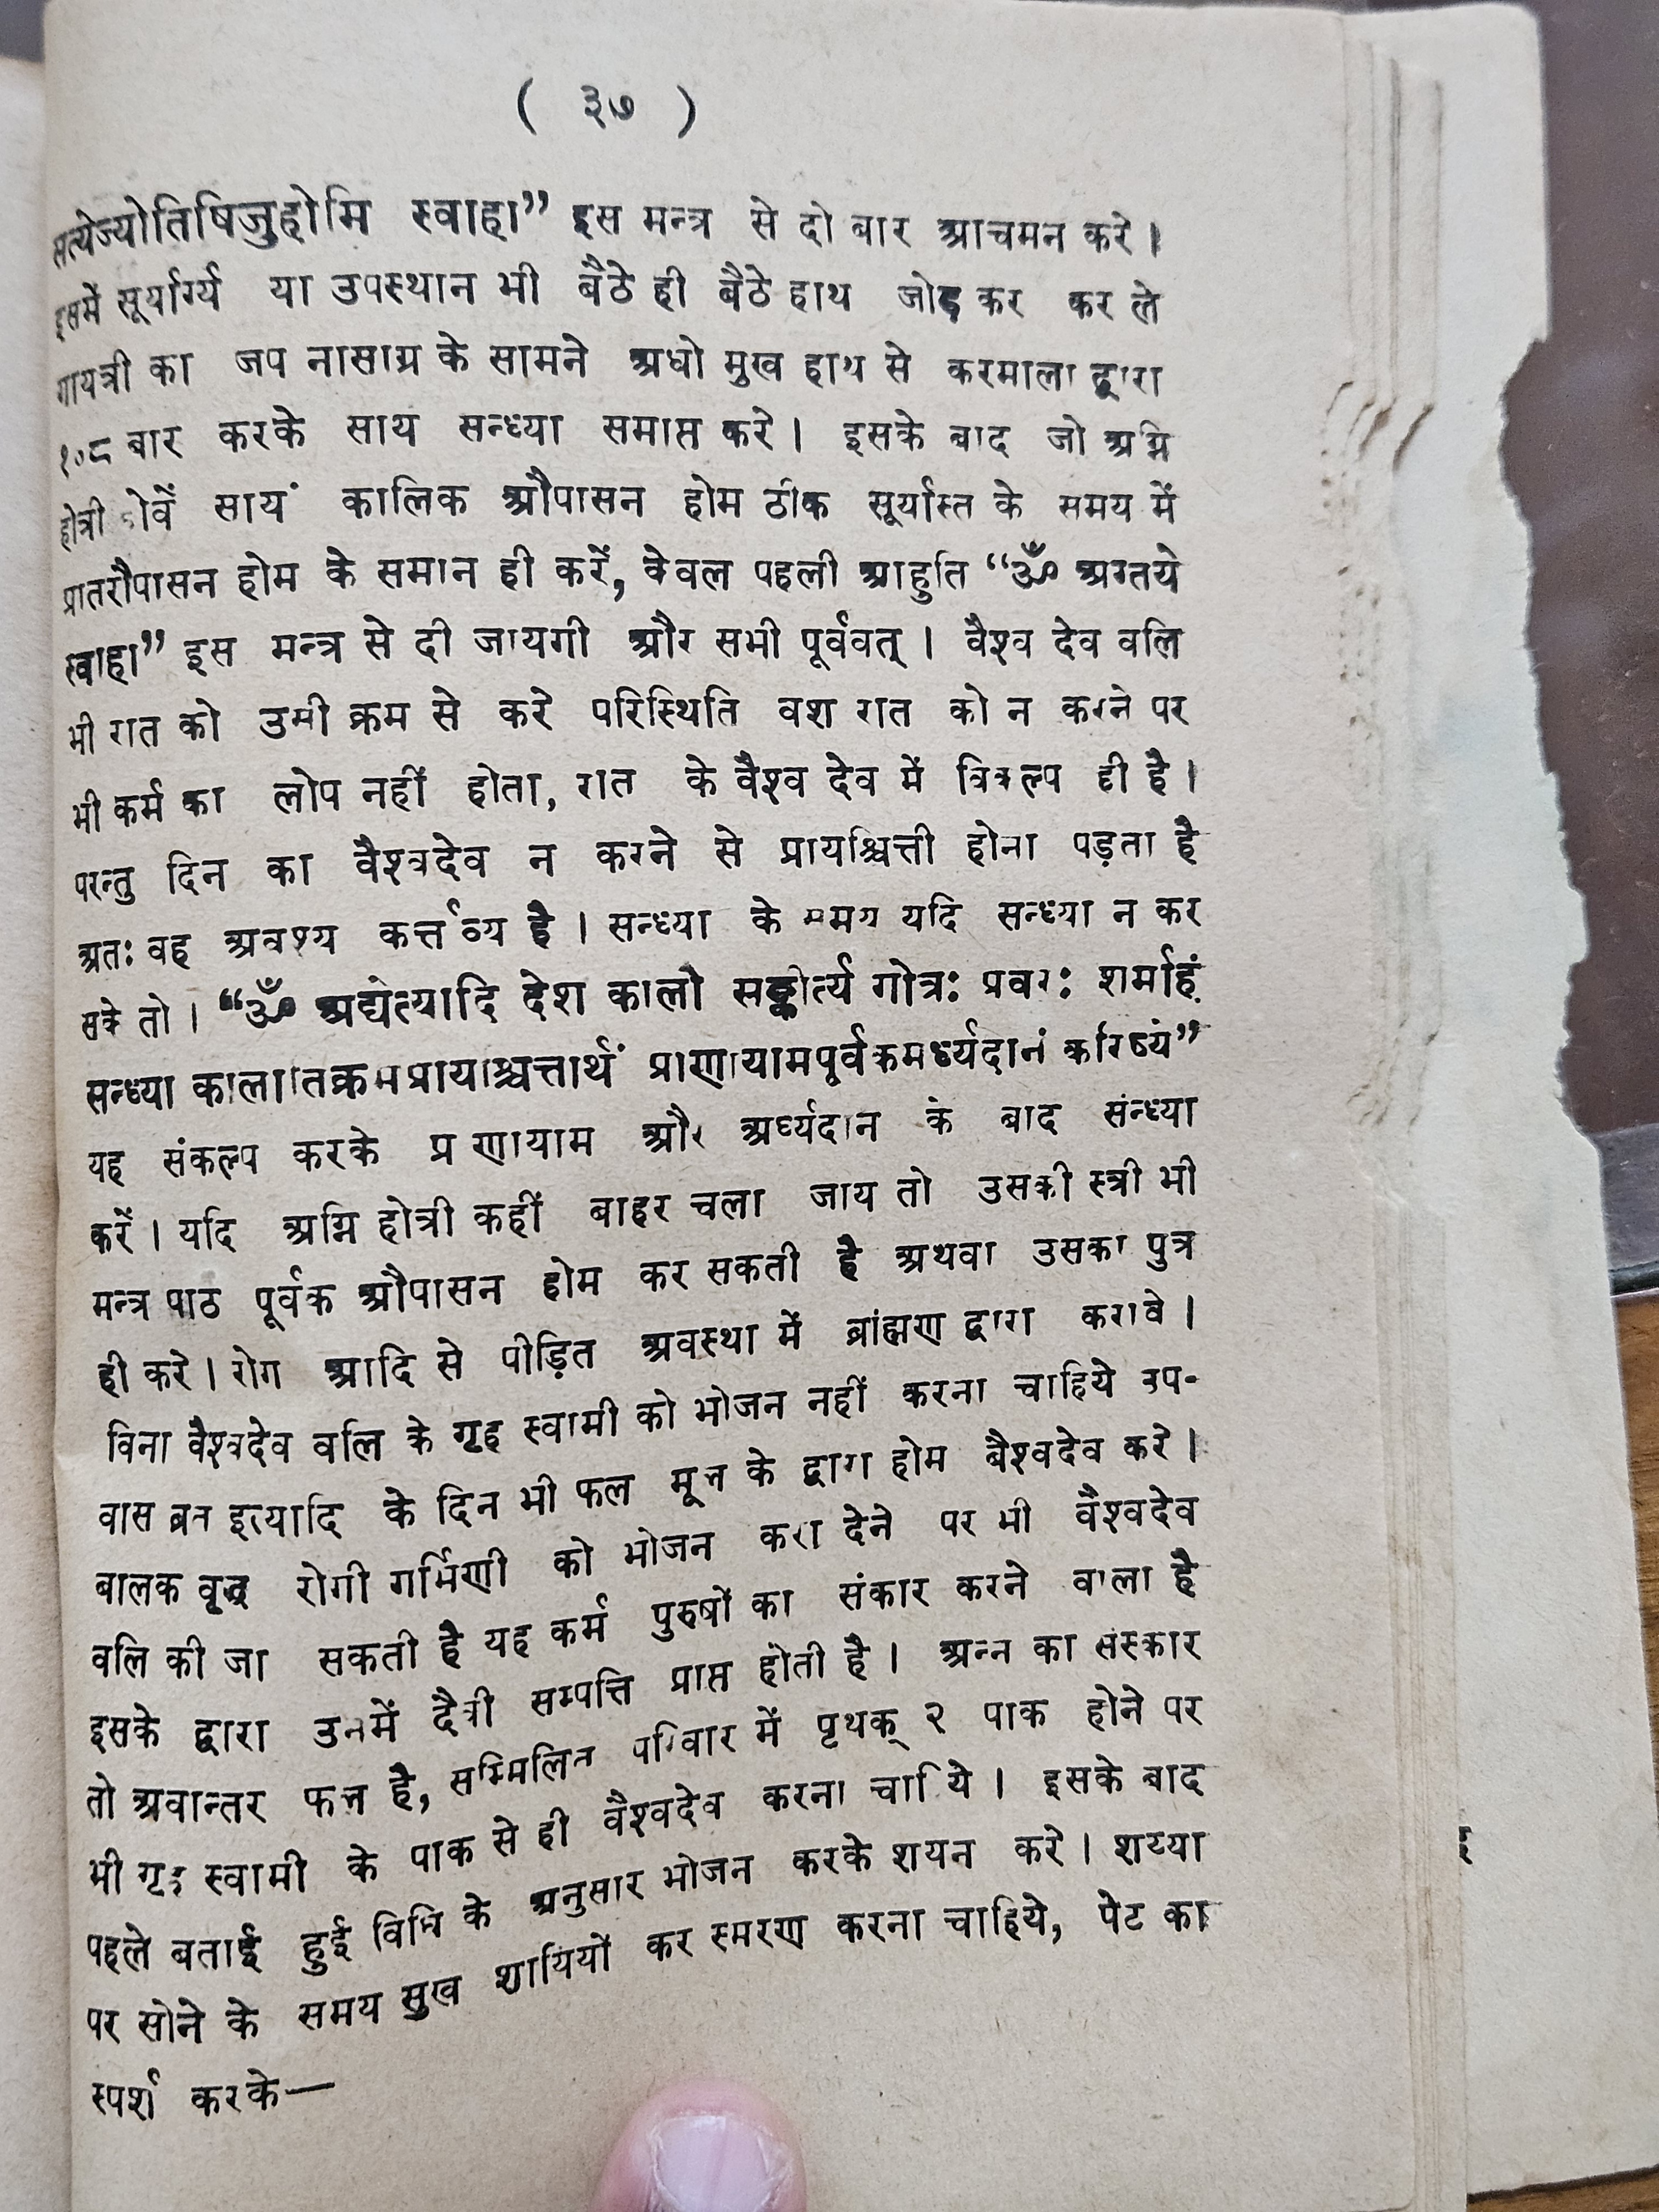 ( ३७ )
सत्येज्योतिषिजुहोमि स्वाहा” इस मन्त्र से दो बार आचमन करे।
इसमें सूर्यार्ग्य या उपस्थान भी बैठे ही बैठे हाथ जोड़ कर कर ले
गायत्री का जप नासाग्र के सामने अधो मुख हाथ से करमाला द्वारा
१०८ बार करके साय सन्ध्या समाप्त करे। इसके बाद जो अग्नि
होत्री होवें सायं कालिक औपासन होम ठीक सूर्यास्त के समय में
प्रातरौपासन होम के समान ही करें, केवल पहली आहुति “ॐ अग्तये
स्वाहा” इस मन्त्र से दी जायगी और सभी पूर्ववत्। वैश्व देव वलि
भी रात को उसी क्रम से करे परिस्थिति वश रात को न करने पर
भी कर्म का लोप नहीं होता, रात के वैश्व देव में विकल्प ही है।
परन्तु दिन का वैश्वदेव न करने से प्रायश्चित्ती होना पड़ता है
अतः वह अवश्य कर्त्तव्य है। सन्ध्या के समय यदि सन्ध्या न कर
सके तो। “ॐ अद्येत्यादि देश कालौ सङ्कीर्त्य गोत्रः प्रवरः शर्माहं
सन्ध्या कालातिक्रमप्रायश्चित्तार्थं प्राणायामपूर्वकमर्घ्यदानं करिष्ये”
यह संकल्प करके प्राणायाम और अर्घ्यदान के बाद संन्ध्या
करें। यदि अग्नि होत्री कहीं बाहर चला जाय तो उसकी स्त्री भी
मन्त्र पाठ पूर्वक औपासन होम कर सकती है अथवा उसका पुत्र
ही करे। रोग आदि से पीड़ित अवस्था में ब्रांह्मण द्वारा करावे।
विना वैश्वदेव वलि के गृह स्वामी को भोजन नहीं करना चाहिये उप-
वास व्रत इत्यादि के दिन भी फल मूल के द्वारा होम बैश्वदेव करे।
बालक वृद्ध रोगी गर्भिणी को भोजन करा देने पर भी वैश्वदेव
वलि की जा सकती है यह कर्म पुरुषों का संकार करने वाला है
इसके द्वारा उनमें दैवी सम्पत्ति प्राप्त होती है। अन्न का संस्कार
तो अवान्तर फल है, सम्मिलित परिवार में पृथक् २ पाक होने पर
भी गृह स्वामी के पाक से ही वैश्वदेव करना चाहिये। इसके बाद
पहले बताई हुई विधि के अनुसार भोजन करके शयन करे। शय्या
पर सोने के समय सुख शायियों कर स्मरण करना चाहिये, पेट का
स्पर्श करके—